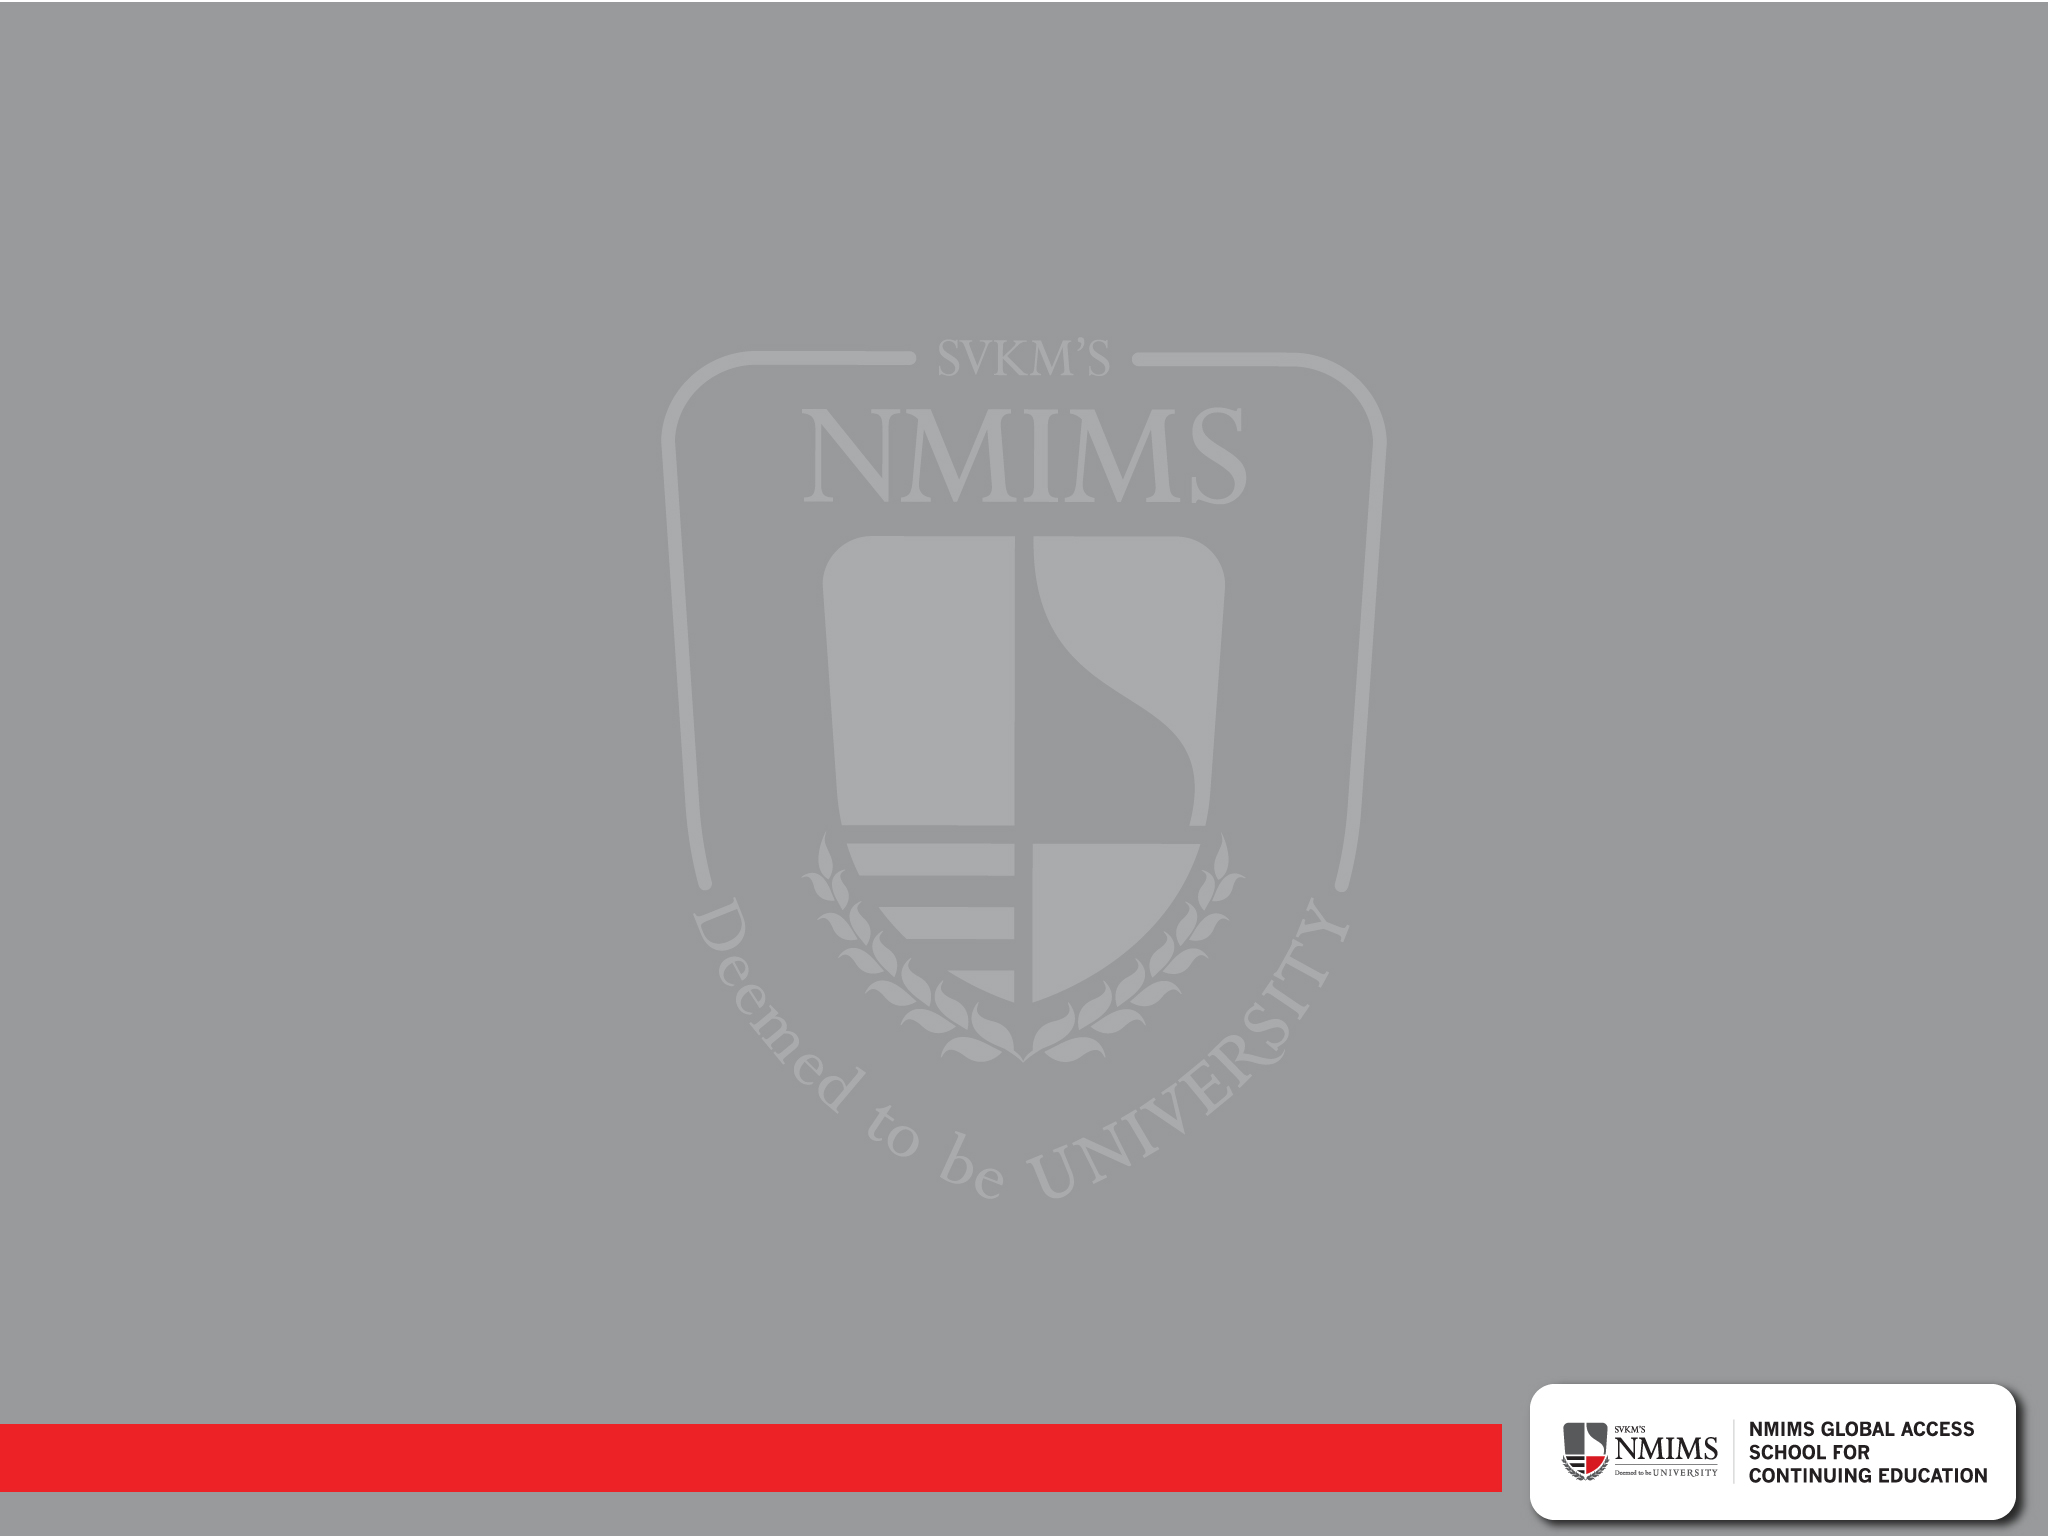 SVKM'S
NMIMS
Deemed to be UNIVERSITY
SVKM'S
NMIMS
Deemed to be UNIVERSITY
NMIMS GLOBAL ACCESS
SCHOOL FOR
CONTINUING EDUCATION